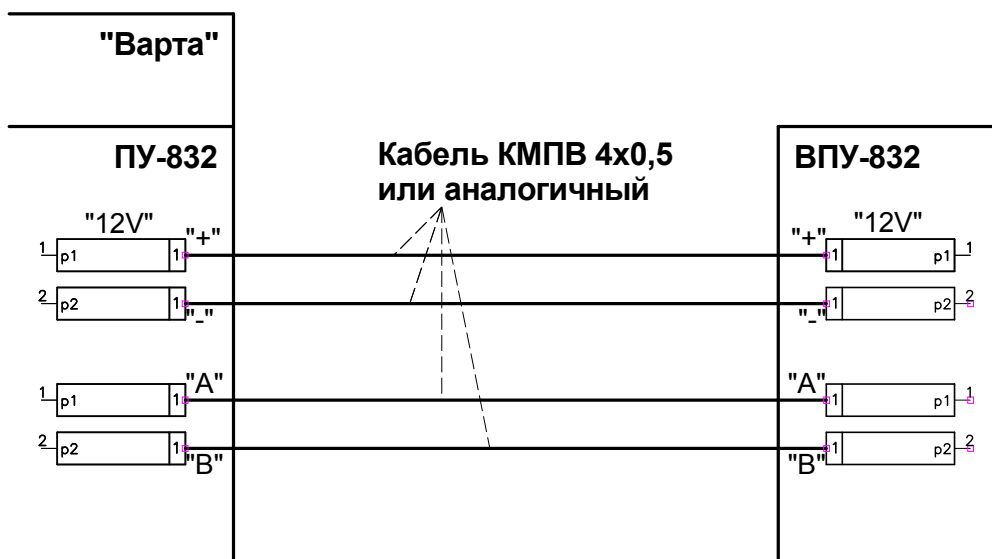 "Варта"
ПУ-832
Кабель КМПВ 4х0,5
или аналогичный
ВПУ-832
"12V"
"+"
1 p1 1
2 p2 1
"-"
"A"
1 p1 1
2 p2 1
"B"
"12V"
"+"
1 p1 1
1 p2 2
"-"
"A"
1 p1 1
1 p2 2
"B"